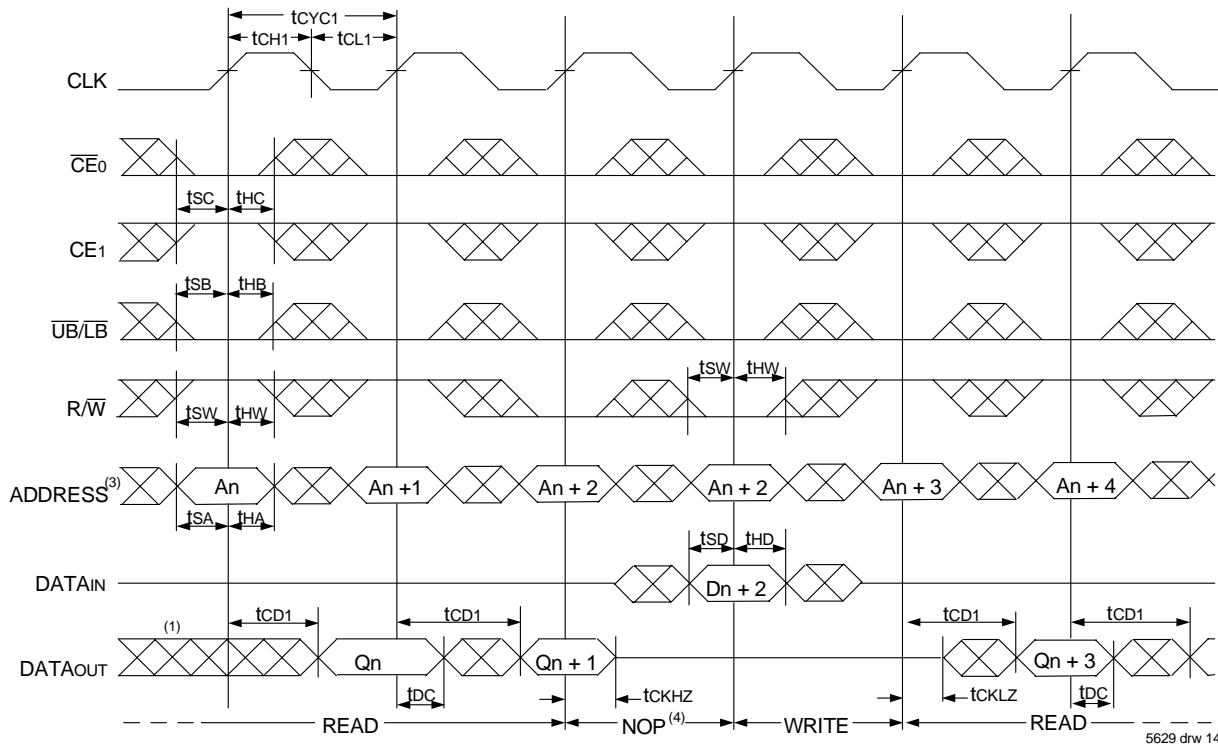 tCYC1
tCH1 tCL1
CLK
CE0
tSC tHC
CE1
tSB tHB
UB/LB
tSW tHW
R/W
tSW tHW
ADDRESS(3) An An +1 An + 2 An + 2 An + 3 An + 4
tSA tHA
tSD tHD
DATAIN Dn + 2
tCD1 tCD1 tCD1 tCD1
(1)
DATAOUT Qn Qn + 1 Qn + 3
tDC tCKHZ tCKLZ tDC
READ NOP(4) WRITE READ
5629 drw 14